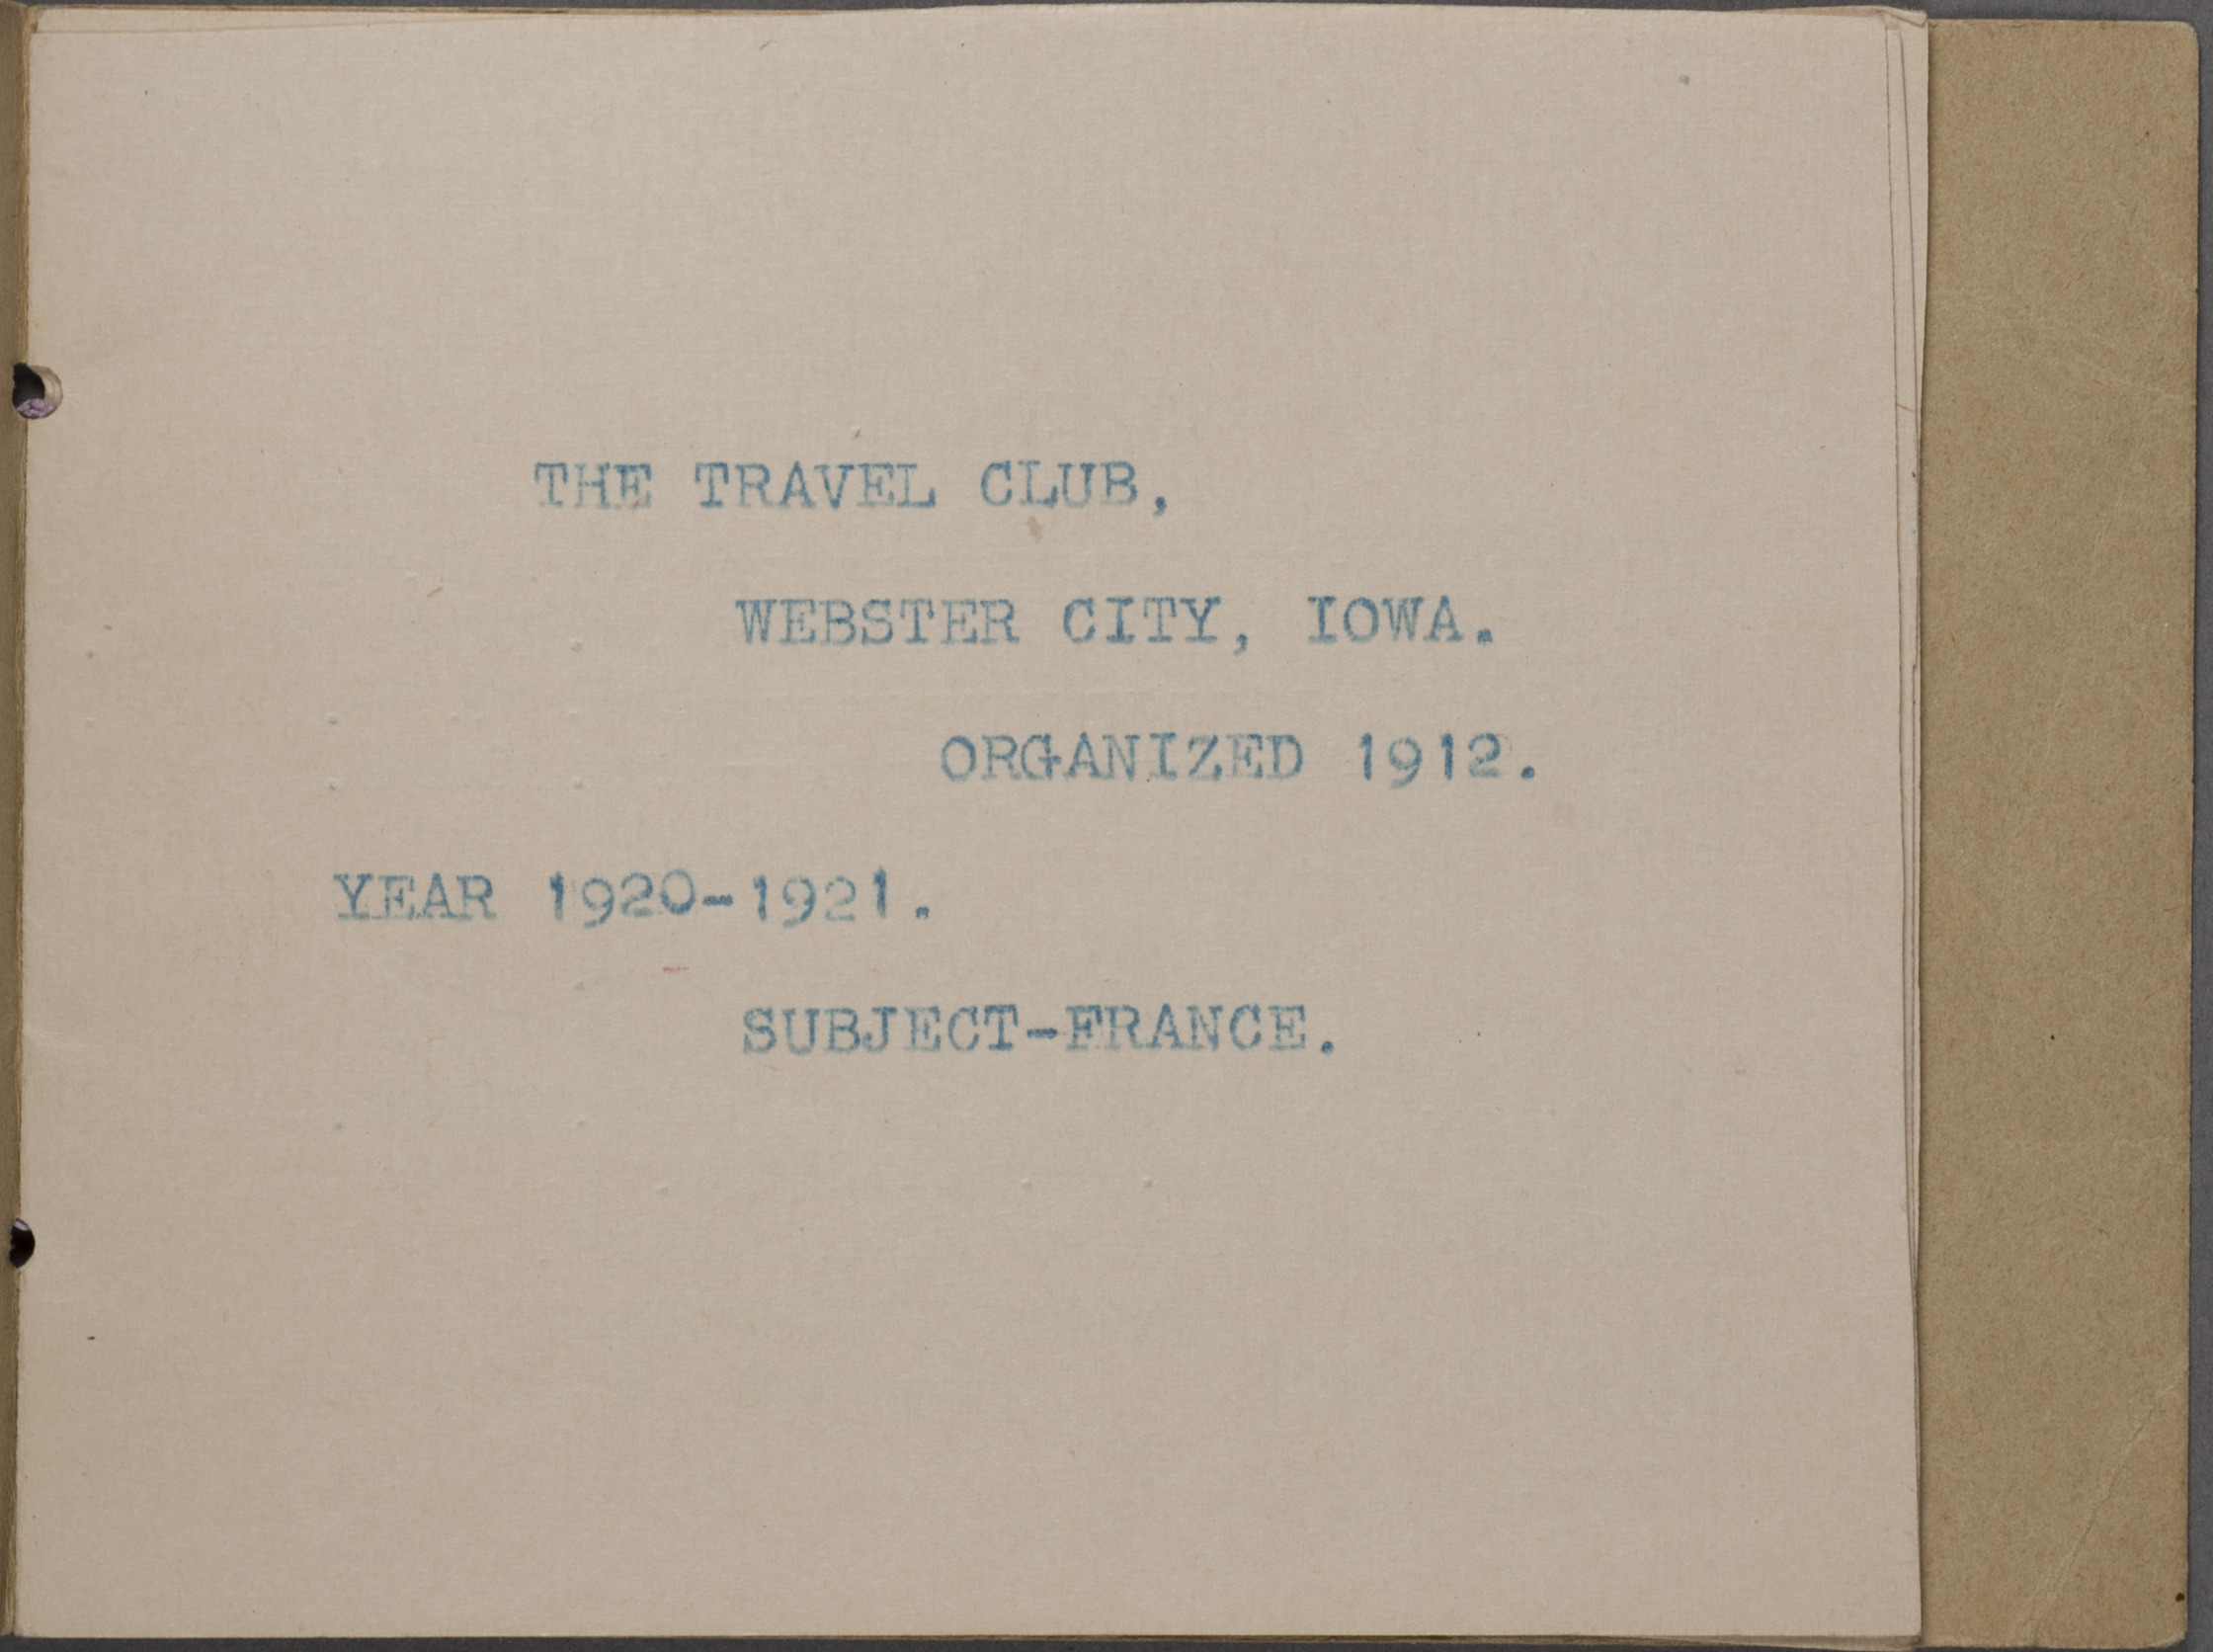 THE TRAVEL CLUB,
WEBSTER CITY, IOWA.
ORGANIZED 1912.
YEAR 1920-1921.
SUBJECT-FRANCE.